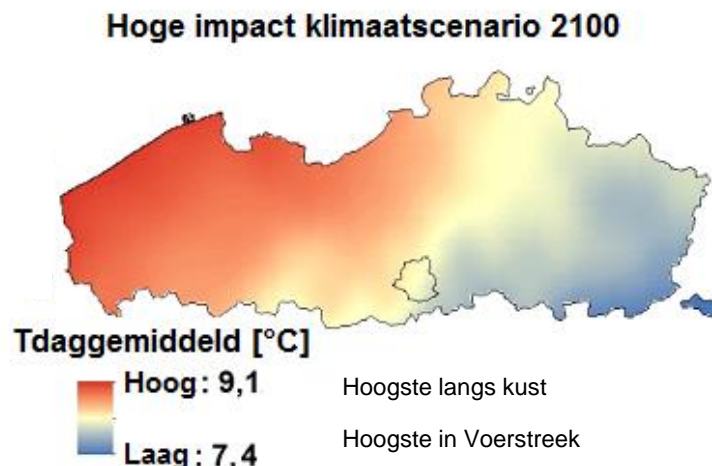 Hoge impact klimaatscenario 2100
Tdaggemiddeld [°C]
Hoog: 9,1
Hoogste langs kust
Hoogste in Voerstreek
Laag: 7,4